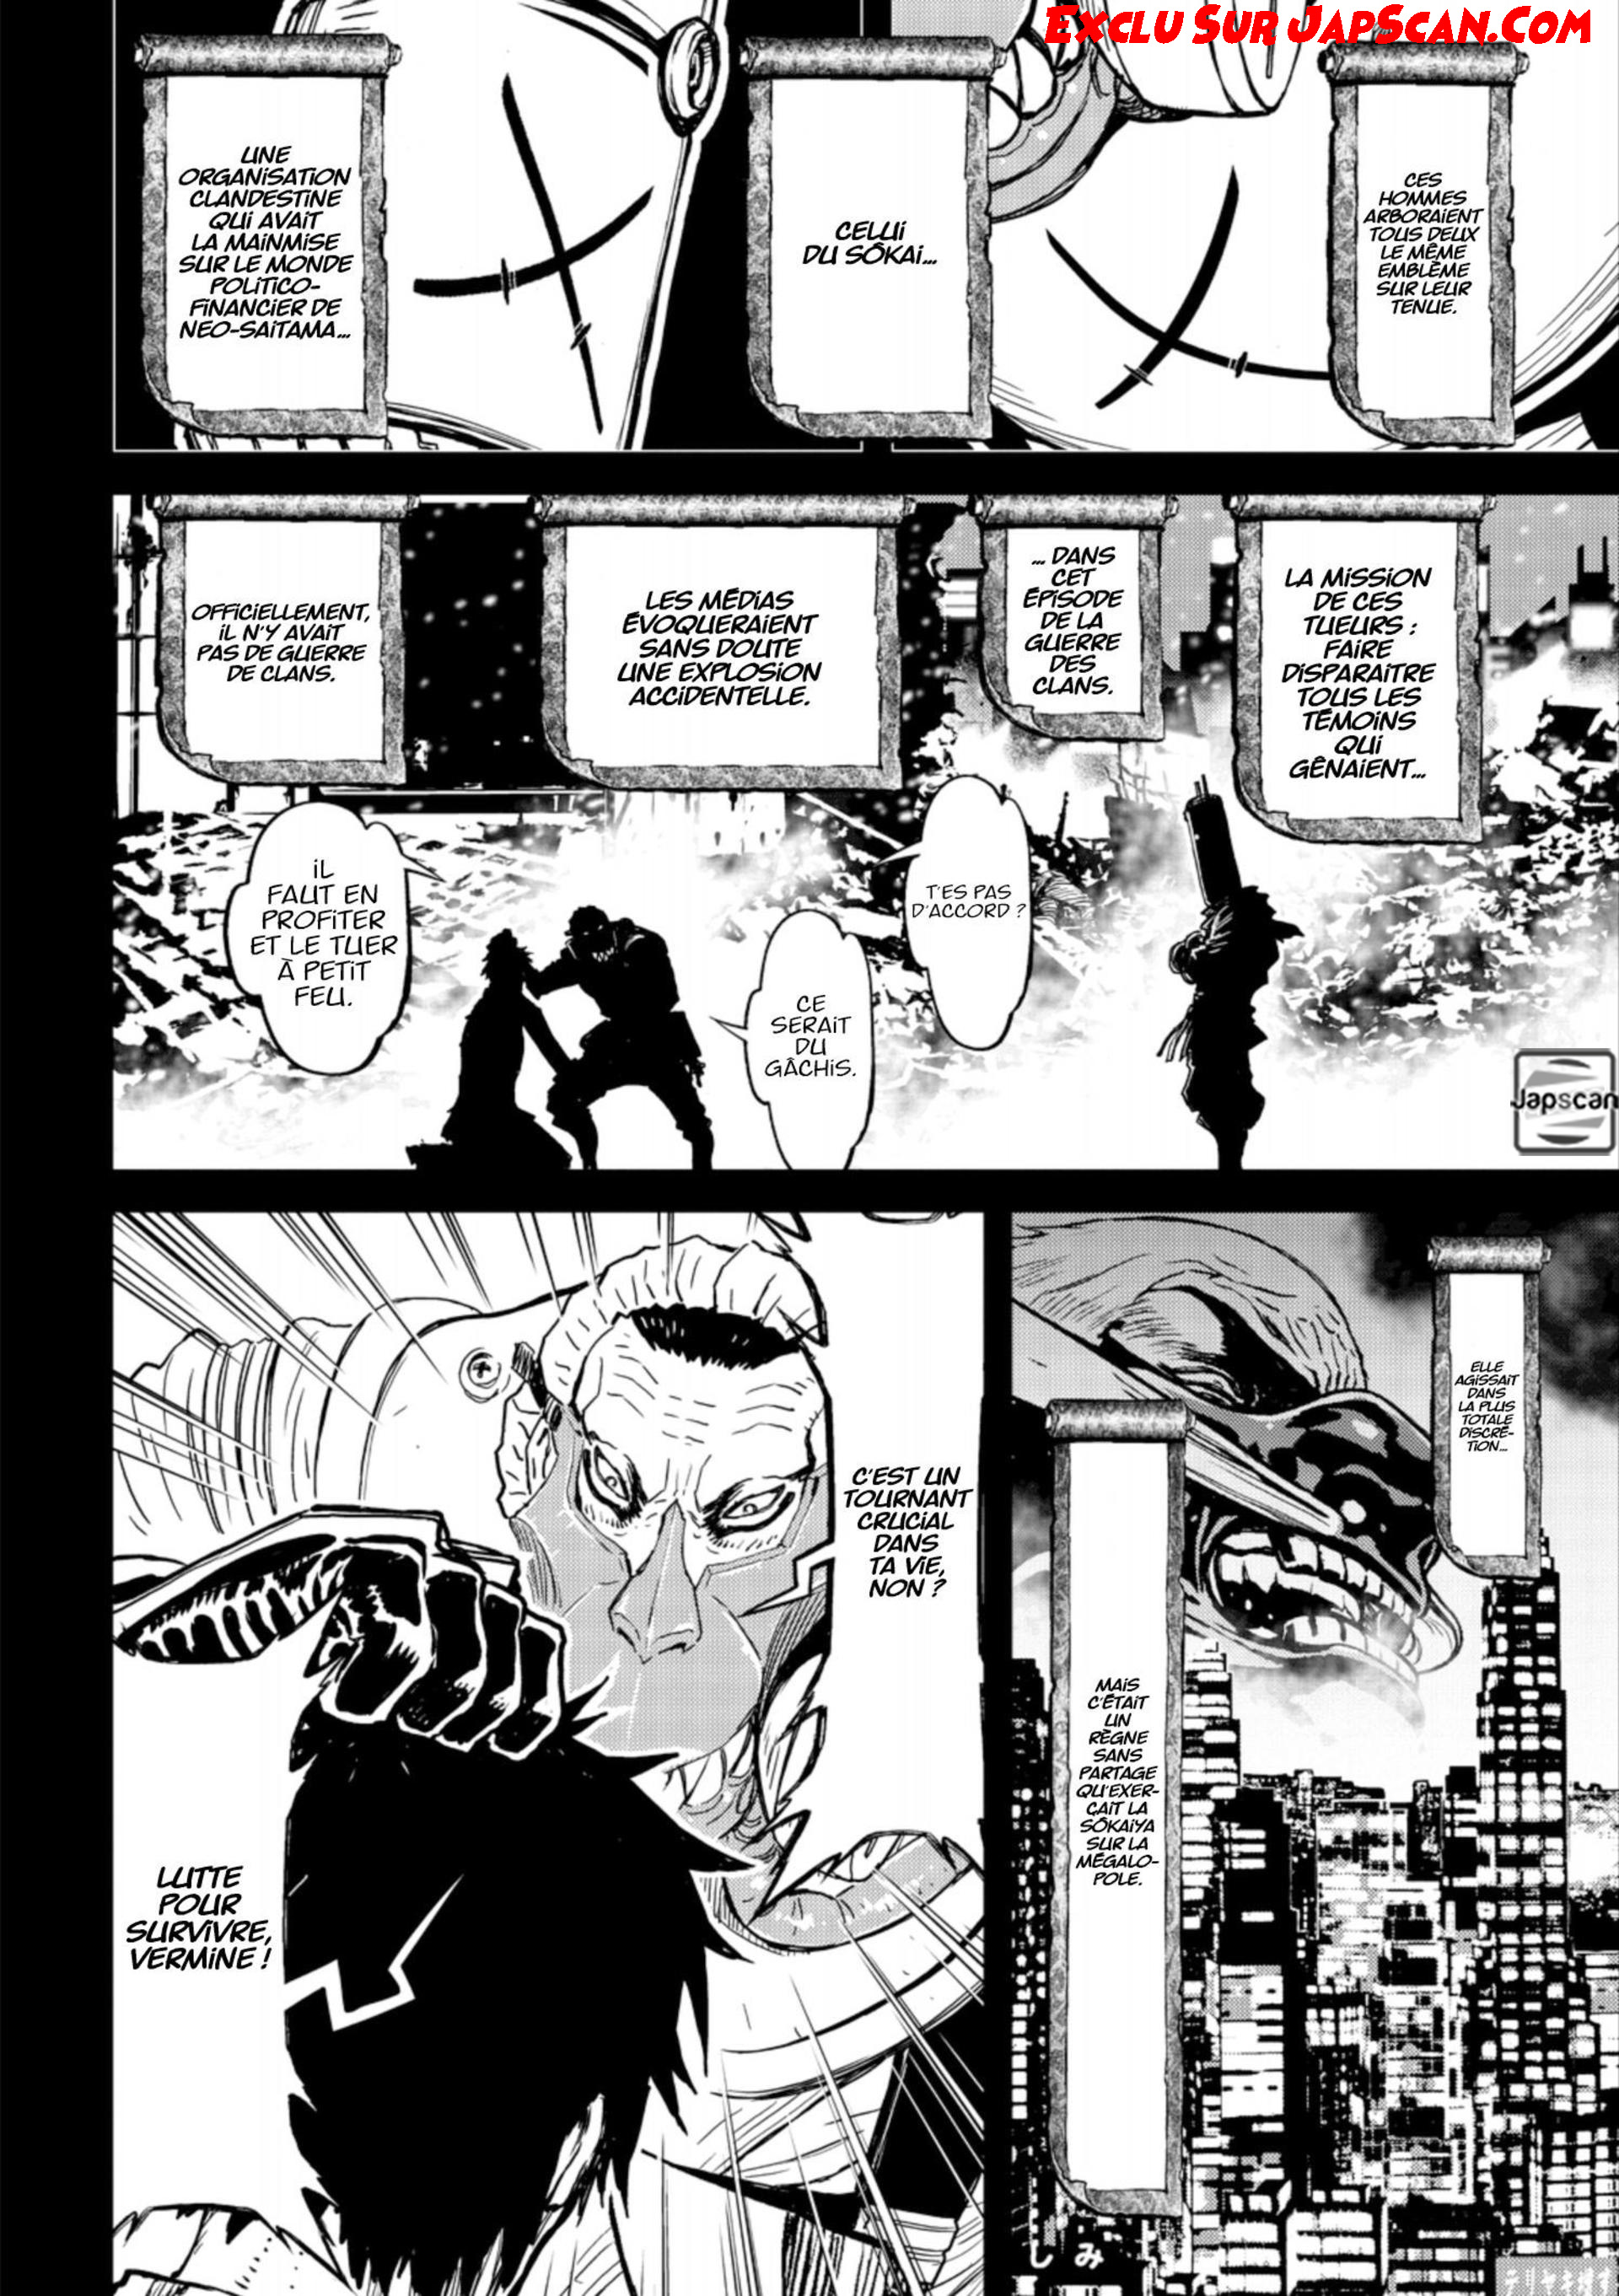 EXCLU SUR JAPSCAN.COM
CES
HOMMES
ARBORAIENT
TOUS DEUX
LE MÊME
EMBLÈME
SUR LEUR
TENUE.
CELUI
DU SÔKAI...
UNE
ORGANISATION
CLANDESTINE
QUI AVAIT
LA MAINMISE
SUR LE MONDE
POLITICO-
FINANCIER DE
NEO-SAITAMA...
LA MISSION
DE CES
TUEURS :
FAIRE
DISPARAITRE
TOUS LES
TÉMOINS
QUI
GÊNAIENT...
... DANS
CET
ÉPISODE
DE LA
GUERRE
DES
CLANS.
LES MÉDIAS
ÉVOQUERAIENT
SANS DOUTE
UNE EXPLOSION
ACCIDENTELLE.
OFFICIELLEMENT,
IL N'Y AVAIT
PAS DE GUERRE
DE CLANS.
T'ES PAS
D'ACCORD ?
CE
SERAIT
DU
GÂCHIS.
IL
FAUT EN
PROFITER
ET LE TUER
À PETIT
FEU.
Japscan
ELLE
AGISSAIT
DANS
LA PLUS
TOTALE
DISCRÉ-
TION...
MAIS
C'ÉTAIT
UN
RÈGNE
SANS
PARTAGE
QU'EXER-
ÇAIT LA
SÔKAIYA
SUR LA
MÉGALO-
POLE.
C'EST UN
TOURNANT
CRUCIAL
DANS
TA VIE,
NON ?
LUTTE
POUR
SURVIVRE,
VERMINE !
しみ